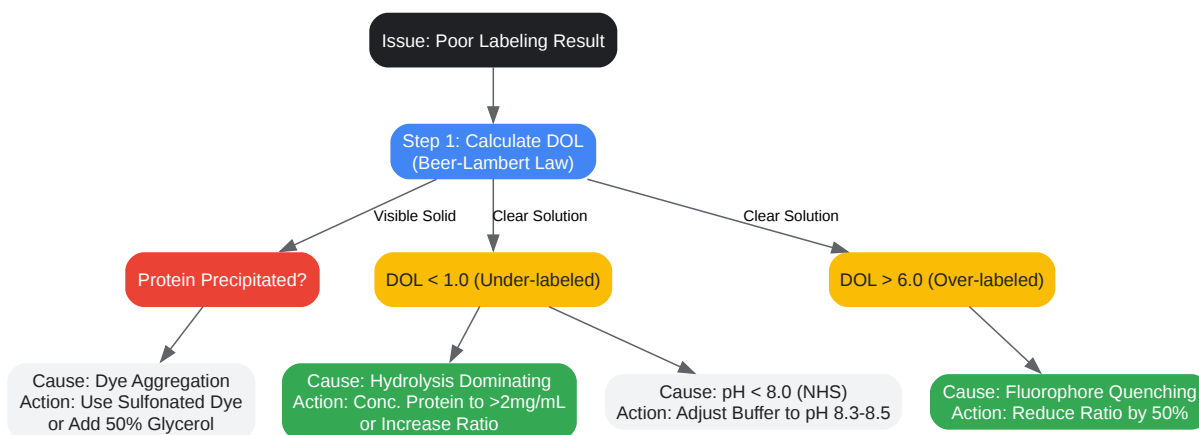 Issue: Poor Labeling Result
Step 1: Calculate DOL
(Beer-Lambert Law)
Visible Solid
Clear Solution
Clear Solution
Protein Precipitated?
DOL < 1.0 (Under-labeled)
DOL > 6.0 (Over-labeled)
Cause: Dye Aggregation
Action: Use Sulfonated Dye
or Add 50% Glycerol
Cause: Hydrolysis Dominating
Action: Conc. Protein to >2mg/mL
or Increase Ratio
Cause: pH < 8.0 (NHS)
Action: Adjust Buffer to pH 8.3-8.5
Cause: Fluorophore Quenching
Action: Reduce Ratio by 50%